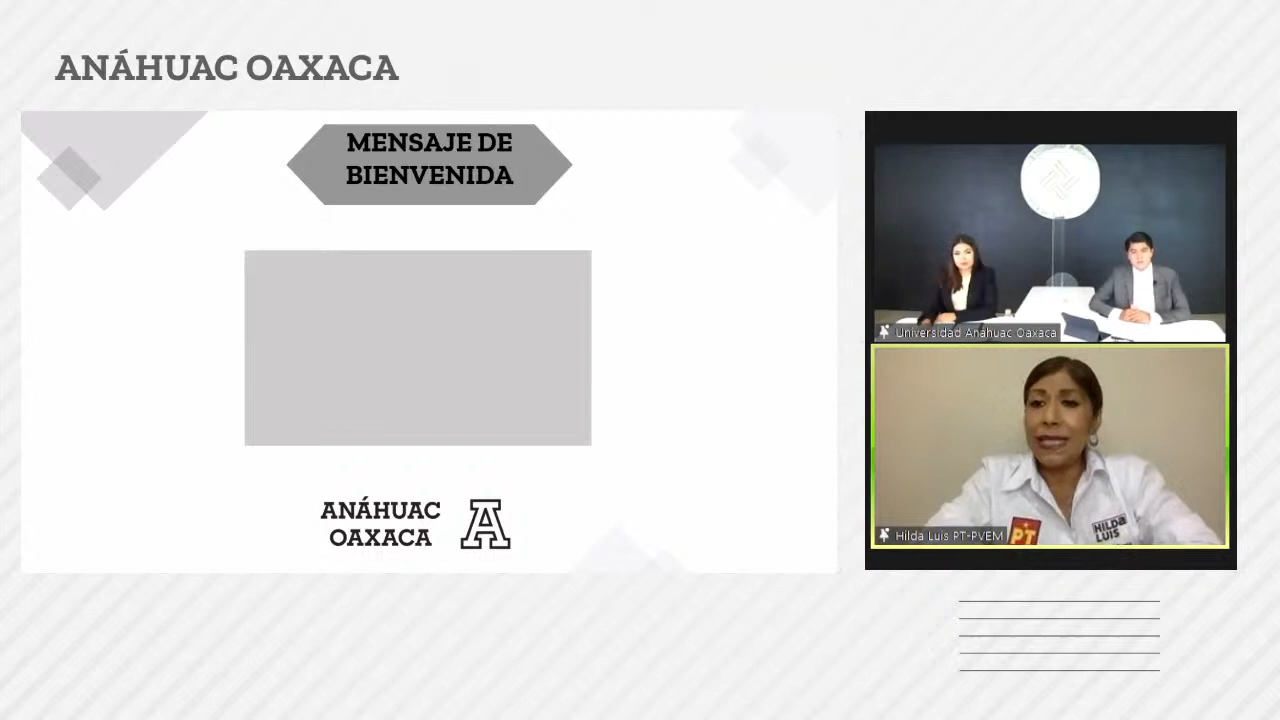 ANÁHUAC OAXACA
MENSAJE DE
BIENVENIDA
ANÁHUAC
OAXACA
A
Universidad Anáhuac Oaxaca
Hilda Luis PT-PVEM
PT
HILDA
LUIS